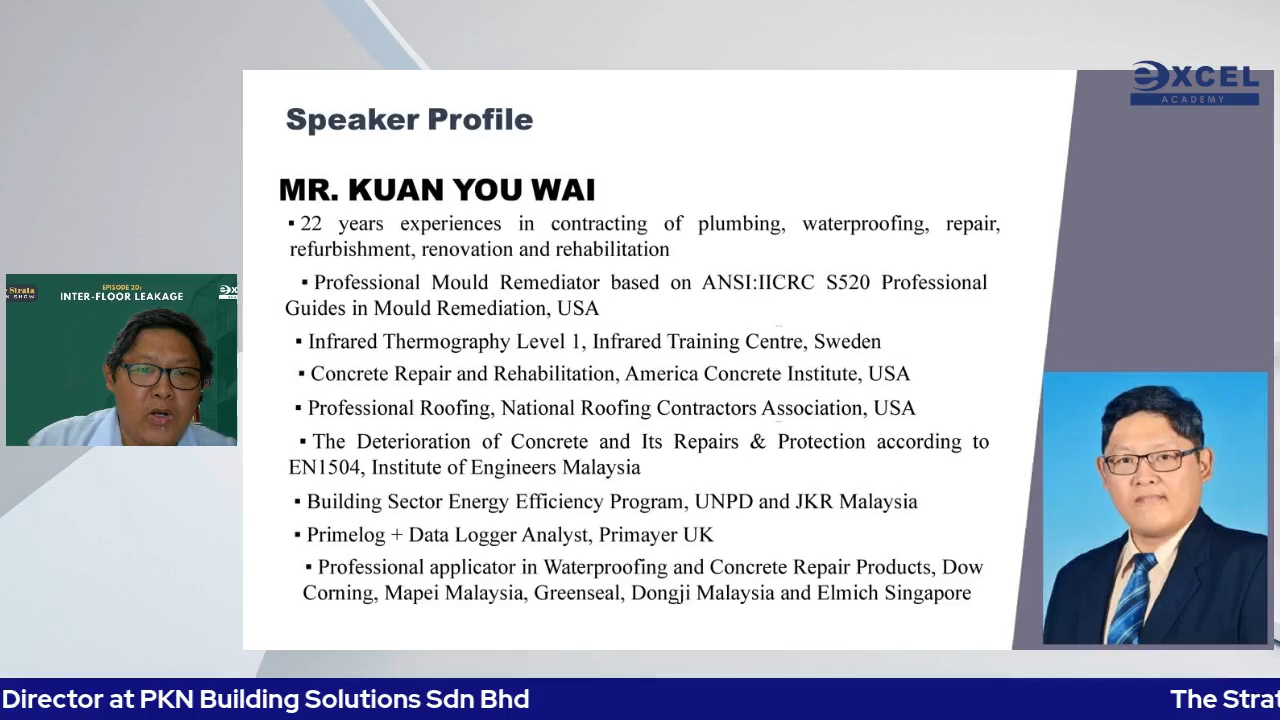 EXCEL
ACADEMY
Speaker Profile
MR. KUAN YOU WAI
▪ 22 years experiences in contracting of plumbing, waterproofing, repair,
refurbishment, renovation and rehabilitation
▪ Professional Mould Remediator based on ANSI:IICRC S520 Professional
Guides in Mould Remediation, USA
▪ Infrared Thermography Level 1, Infrared Training Centre, Sweden
▪ Concrete Repair and Rehabilitation, America Concrete Institute, USA
▪ Professional Roofing, National Roofing Contractors Association, USA
▪ The Deterioration of Concrete and Its Repairs & Protection according to
EN1504, Institute of Engineers Malaysia
▪ Building Sector Energy Efficiency Program, UNPD and JKR Malaysia
▪ Primelog + Data Logger Analyst, Primayer UK
▪ Professional applicator in Waterproofing and Concrete Repair Products, Dow
Corning, Mapei Malaysia, Greenseal, Dongji Malaysia and Elmich Singapore
Strata
SHOW
EPISODE 20:
INTER-FLOOR LEAKAGE
Director at PKN Building Solutions Sdn Bhd
The Strat